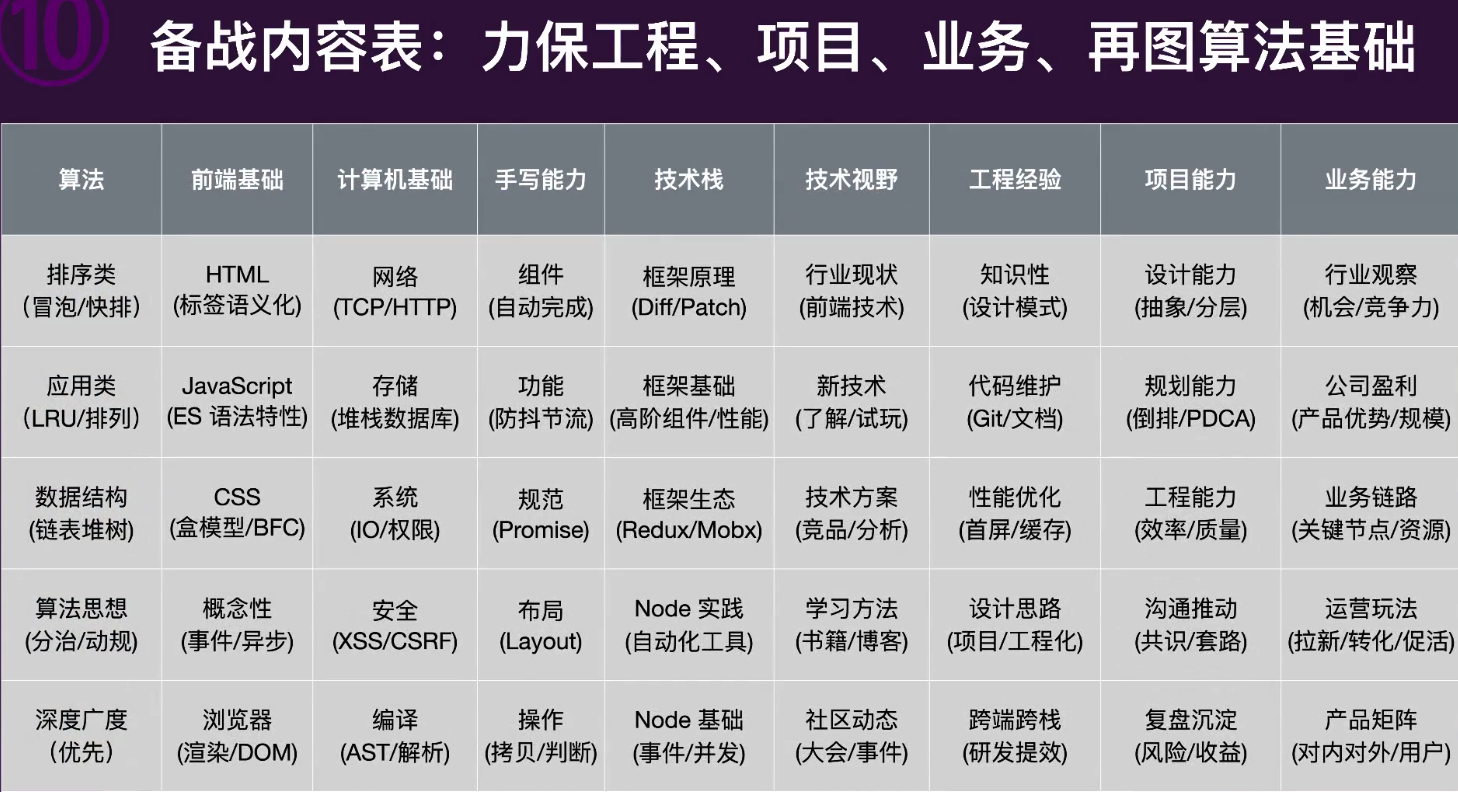 10
备战内容表：力保工程、项目、业务、再图算法基础
算法 前端基础 计算机基础 手写能力 技术栈 技术视野 工程经验 项目能力 业务能力
排序类 HTML 网络 组件 框架原理 行业现状 知识性 设计能力 行业观察
（冒泡/快排） (标签语义化) (TCP/HTTP) (自动完成) (Diff/Patch) (前端技术) (设计模式) (抽象/分层) (机会/竞争力)
应用类 JavaScript 存储 功能 框架基础 新技术 代码维护 规划能力 公司盈利
（LRU/排列） (ES 语法特性) (堆栈数据库) (防抖节流) (高阶组件/性能) (了解/试玩) (Git/文档) (倒排/PDCA) (产品优势/规模)
数据结构 CSS 系统 规范 框架生态 技术方案 性能优化 工程能力 业务链路
(链表堆树) (盒模型/BFC) (IO/权限) (Promise) (Redux/Mobx) (竞品/分析) (首屏/缓存) (效率/质量) (关键节点/资源)
算法思想 概念性 安全 布局 Node 实践 学习方法 设计思路 沟通推动 运营玩法
(分治/动规) (事件/异步) (XSS/CSRF) (Layout) (自动化工具) (书籍/博客) (项目/工程化) (共识/套路) (拉新/转化/促活)
深度广度 浏览器 编译 操作 Node 基础 社区动态 跨端跨栈 复盘沉淀 产品矩阵
（优先） (渲染/DOM) (AST/解析) (拷贝/判断) (事件/并发) (大会/事件) (研发提效) (风险/收益) (对内对外/用户)